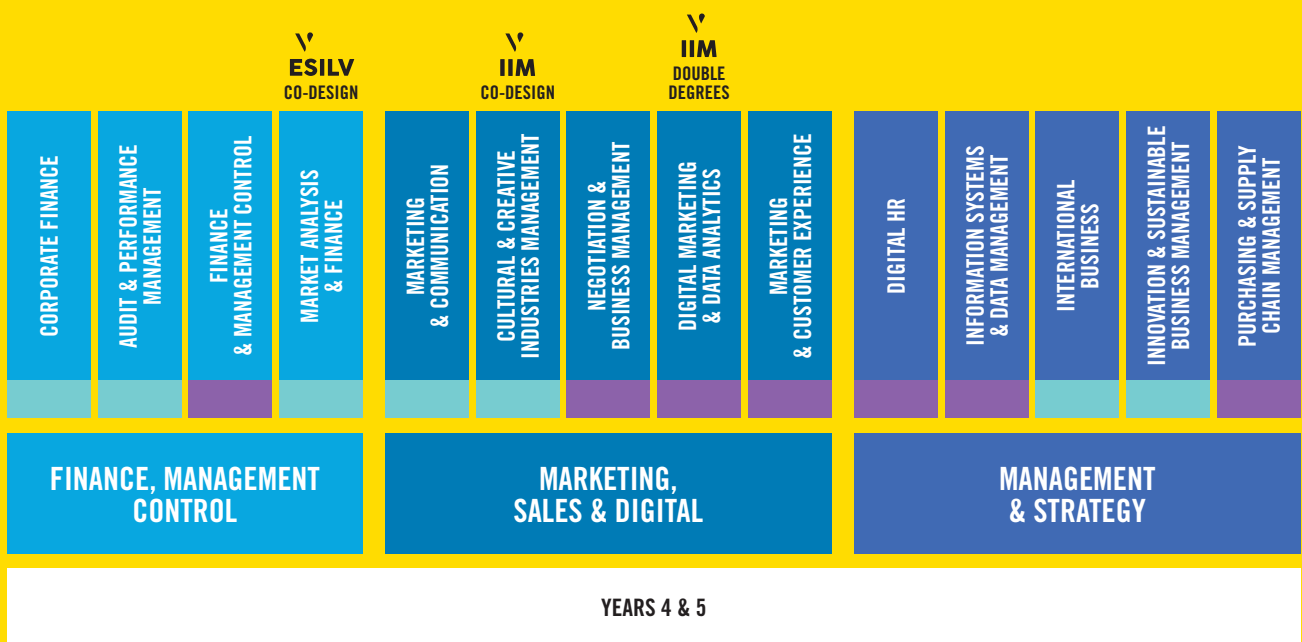 ESILV
CO-DESIGN
IIM
CO-DESIGN
IIM
DOUBLE
DEGREES
CORPORATE FINANCE
AUDIT & PERFORMANCE
MANAGEMENT
FINANCE
& MANAGEMENT CONTROL
MARKET ANALYSIS
& FINANCE
MARKETING
& COMMUNICATION
CULTURAL & CREATIVE
INDUSTRIES MANAGEMENT
NEGOTIATION &
BUSINESS MANAGEMENT
DIGITAL MARKETING
& DATA ANALYTICS
MARKETING
& CUSTOMER EXPERIENCE
DIGITAL HR
INFORMATION SYSTEMS
& DATA MANAGEMENT
INTERNATIONAL
BUSINESS
INNOVATION & SUSTAINABLE
BUSINESS MANAGEMENT
PURCHASING & SUPPLY
CHAIN MANAGEMENT
FINANCE, MANAGEMENT
CONTROL
MARKETING,
SALES & DIGITAL
MANAGEMENT
& STRATEGY
YEARS 4 & 5